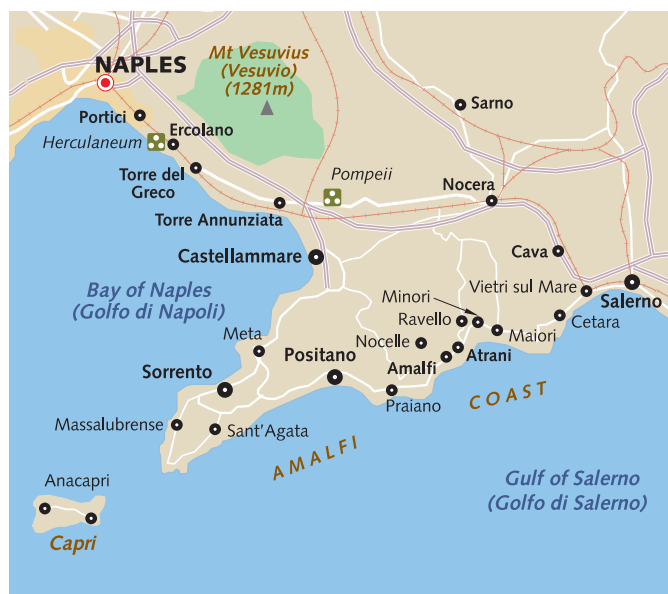 Mt Vesuvius
(Vesuvio)
(1281m)
NAPLES
Sarno
Portici
Ercolano
Herculaneum
Torre del
Greco
Pompeii
Nocera
Torre Annunziata
Castellammare
Cava
Vietri sul Mare
Salerno
Bay of Naples
(Golfo di Napoli)
Minori
Ravello
Cetara
Maiori
Meta
Nocelle
Positano
Amalfi
Atrani
Sorrento
Praiano
COAST
Massalubrense
Sant'Agata
AMALFI
Gulf of Salerno
(Golfo di Salerno)
Anacapri
Capri